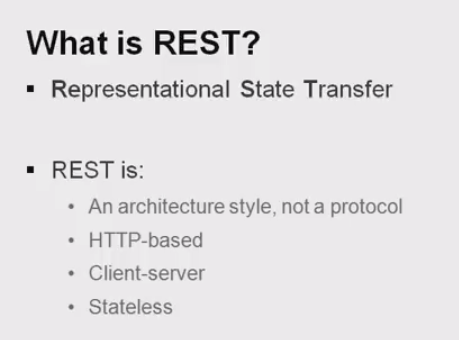 What is REST?
▪ Representational State Transfer
▪ REST is:
• An architecture style, not a protocol
• HTTP-based
• Client-server
• Stateless